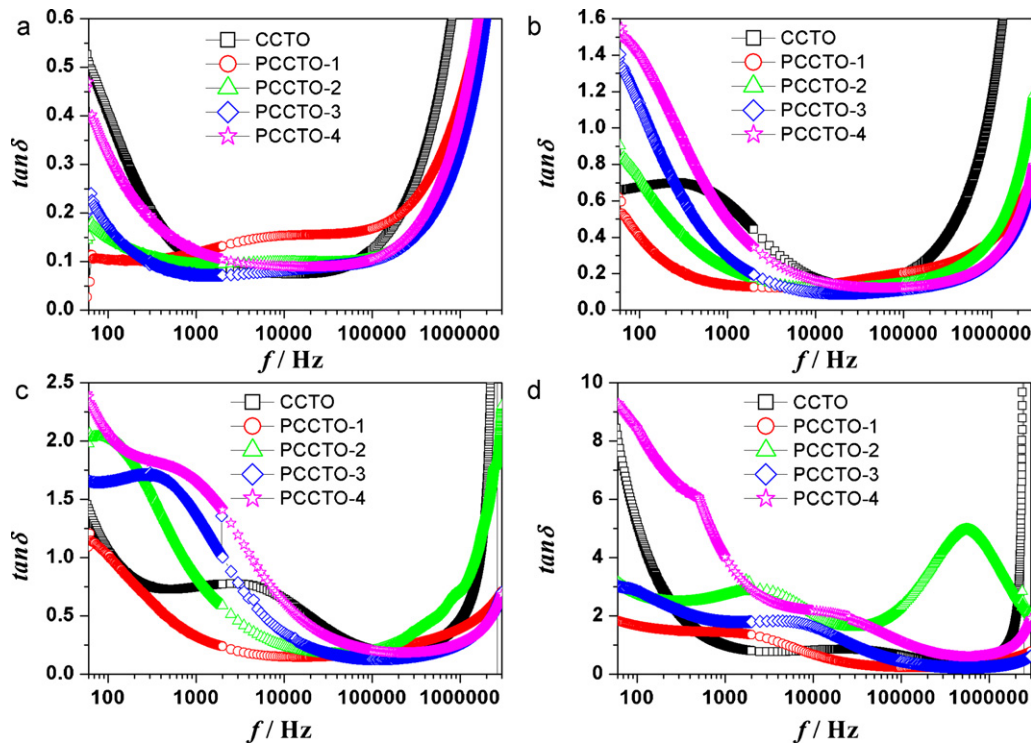 a
0.6
0.5
0.4
0.3
0.2
0.1
0.0
tanδ
CCTO
PCCTO-1
PCCTO-2
PCCTO-3
PCCTO-4
100 1000 10000 100000 1000000
f / Hz
b
1.6
1.4
1.2
1.0
0.8
0.6
0.4
0.2
0.0
tanδ
CCTO
PCCTO-1
PCCTO-2
PCCTO-3
PCCTO-4
100 1000 10000 100000 1000000
f / Hz
c
2.5
2.0
1.5
1.0
0.5
0.0
tanδ
CCTO
PCCTO-1
PCCTO-2
PCCTO-3
PCCTO-4
100 1000 10000 100000 1000000
f / Hz
d
10
8
6
4
2
0
tanδ
CCTO
PCCTO-1
PCCTO-2
PCCTO-3
PCCTO-4
100 1000 10000 100000 1000000
f / Hz